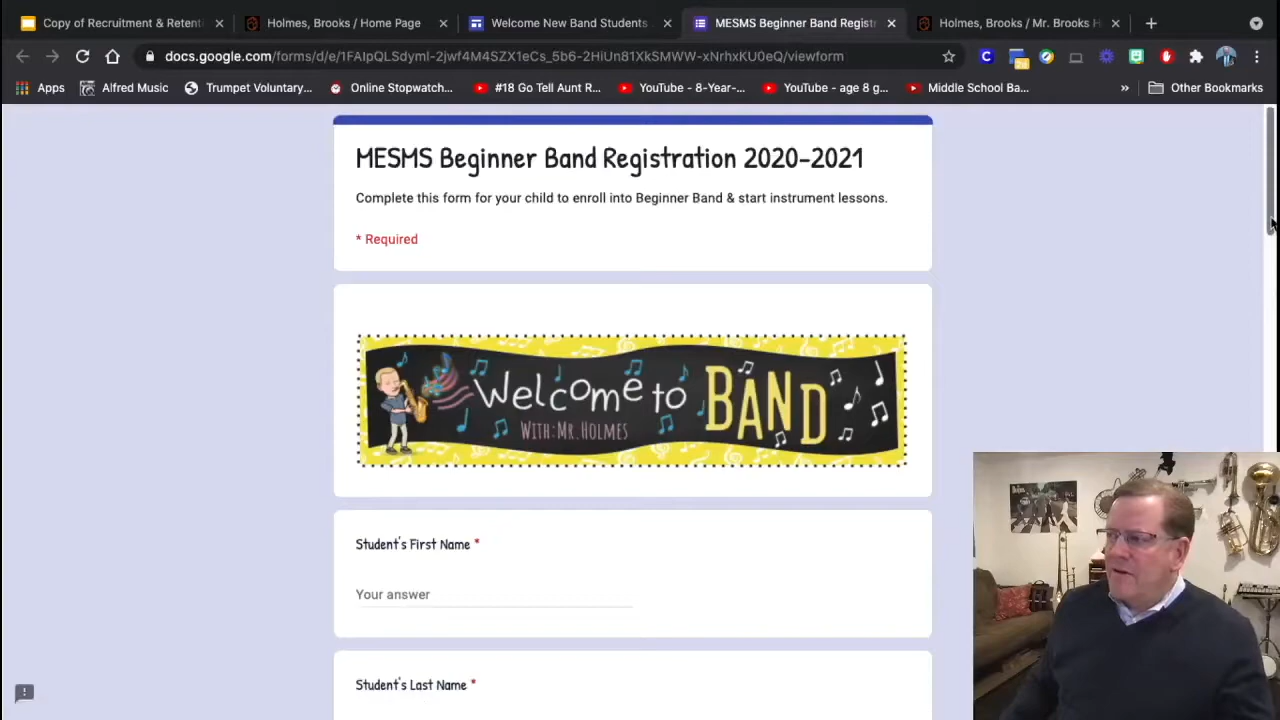 Copy of Recruitment & Retenti
Holmes, Brooks / Home Page
Welcome New Band Students
MESMS Beginner Band Registr
Holmes, Brooks / Mr. Brooks H
docs.google.com/forms/d/e/1FAIpQLSdyml-2jwf4M4SZX1eCs_5b6-2HiUn81XkSMWW-xNrhxKU0eQ/viewform
Apps
Alfred Music
Trumpet Voluntary...
Online Stopwatch...
#18 Go Tell Aunt R...
YouTube - 8-Year-...
YouTube - age 8 g...
Middle School Ba...
»
Other Bookmarks
MESMS Beginner Band Registration 2020-2021
Complete this form for your child to enroll into Beginner Band & start instrument lessons.
* Required
Welcome to BAND
WITH: MR. HOLMES
Student's First Name *
Your answer
Student's Last Name *